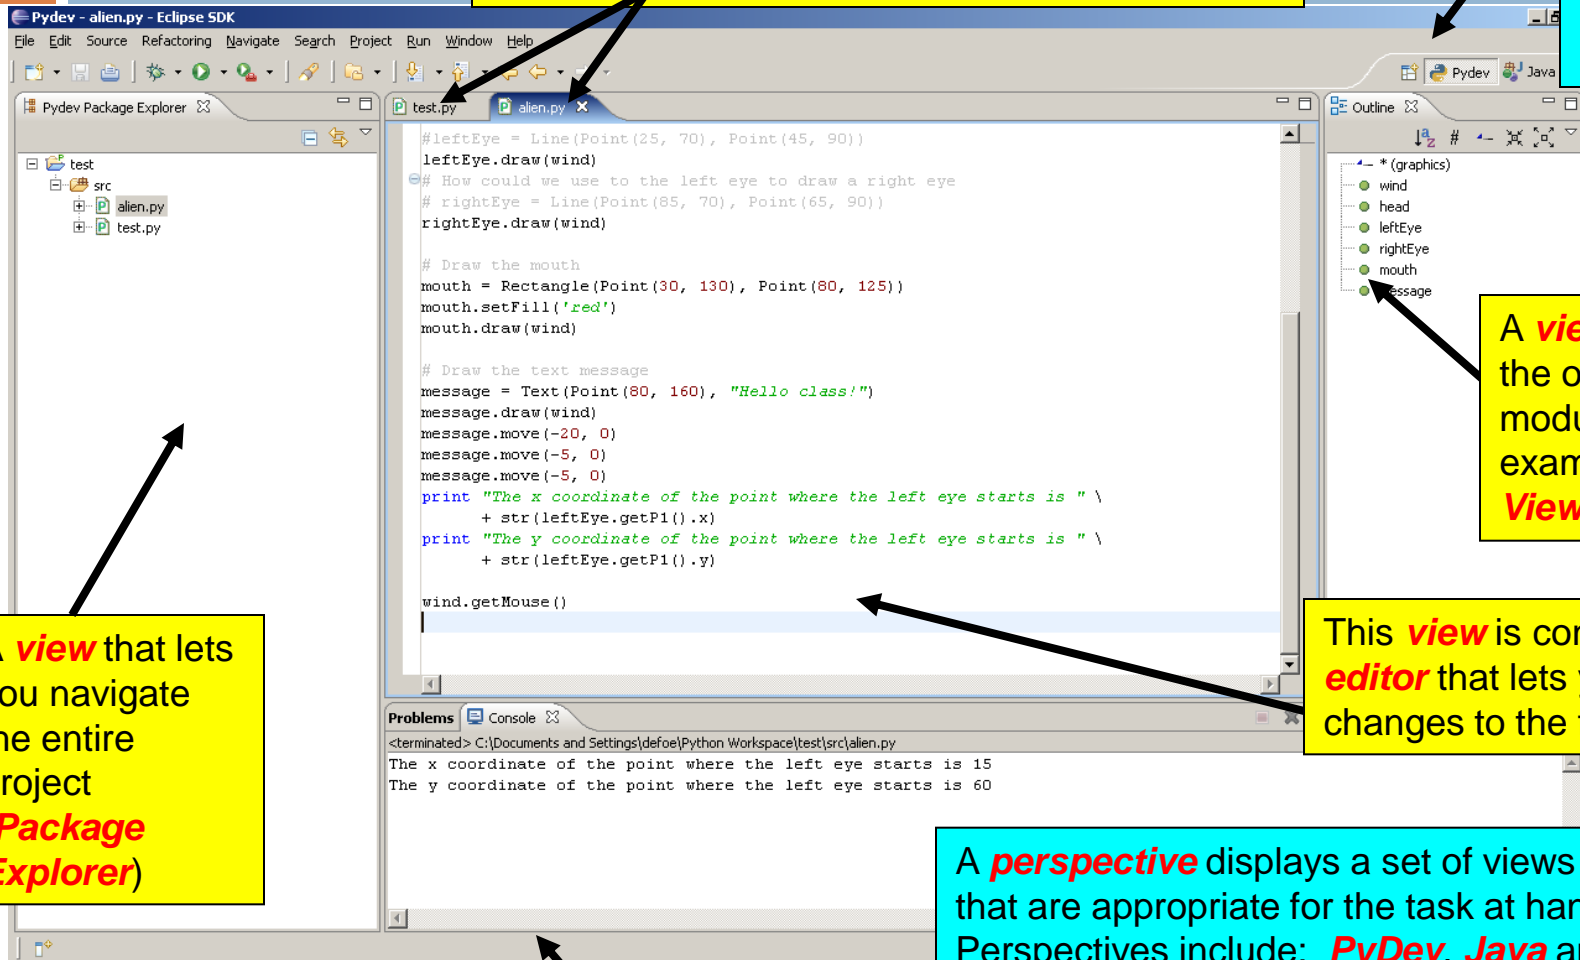 Pydev - alien.py - Eclipse SDK
File Edit Source Refactoring Navigate Search Project Run Window Help
Pydev Java
Pydev Package Explorer
test
src
alien.py
test.py
test.py alien.py
#leftEye = Line(Point(25, 70), Point(45, 90))
leftEye.draw(wind)
# How could we use to the left eye to draw a right eye
# rightEye = Line(Point(85, 70), Point(65, 90))
rightEye.draw(wind)
# Draw the mouth
mouth = Rectangle(Point(30, 130), Point(80, 125))
mouth.setFill('red')
mouth.draw(wind)
# Draw the text message
message = Text(Point(80, 160), "Hello class!")
message.draw(wind)
message.move(-20, 0)
message.move(-5, 0)
message.move(-5, 0)
print "The x coordinate of the point where the left eye starts is " \
+ str(leftEye.getP1().x)
print "The y coordinate of the point where the left eye starts is " \
+ str(leftEye.getP1().y)
wind.getMouse()
Outline
* (graphics)
wind
head
leftEye
rightEye
mouth
message
Problems Console
<terminated> C:\Documents and Settings\defoe\Python Workspace\test\src\alien.py
The x coordinate of the point where the left eye starts is 15
The y coordinate of the point where the left eye starts is 60
view that lets
navigate
entire
Package
Explorer)
A
the
View
This view is
editor that lets
changes to the
A perspective displays a set of views
that are appropriate for the task at
Perspectives include: PyDev, Java